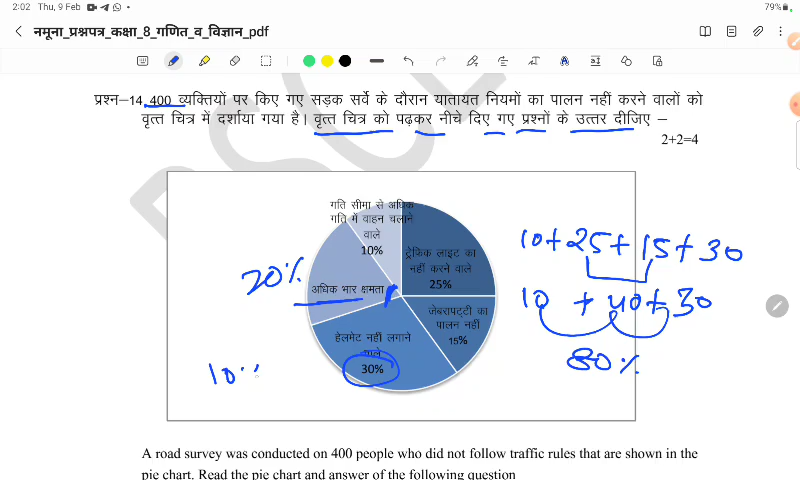 2:02 Thu, 9 Feb
79%
नमूना_प्रश्नपत्र_कक्षा_8_गणित_व_विज्ञान_pdf
प्रश्न–14 400 व्यक्तियों पर किए गए सड़क सर्वे के दौरान यातायत नियमों का पालन नहीं करने वालों को
वृत्त चित्र में दर्शाया गया है। वृत्त चित्र को पढ़कर नीचे दिए गए प्रश्नों के उत्तर दीजिए –
2+2=4
गति सीमा से अधिक
गति में वाहन चलाने
वाले
10%
ट्रेफिक लाइट का
नहीं करने वाले
25%
जेबरापट्टी का
पालन नहीं
15%
हेलमेट नहीं लगाने
वाले
30%
अधिक भार क्षमता
20%
10+25+15+30
10 + 40+30
80%
10
A road survey was conducted on 400 people who did not follow traffic rules that are shown in the
pie chart. Read the pie chart and answer of the following question